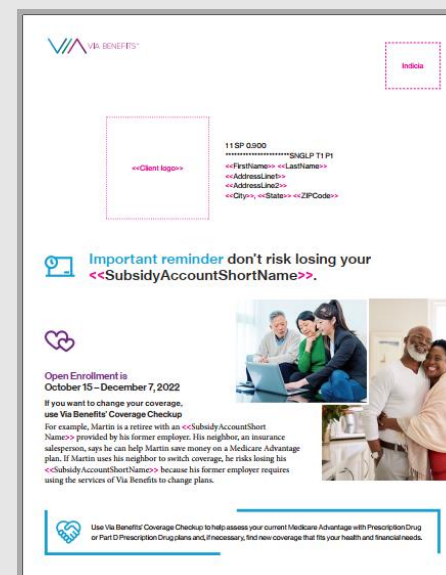 VIA BENEFITS™
Indicia
<<Client logo>>
11 SP 0.900
**********************SNGLP T1 P1
<<FirstName>> <<LastName>>
<<AddressLine1>>
<<AddressLine2>>
<<City>>, <<State>> <<ZIPCode>>
Important reminder don't risk losing your
<<SubsidyAccountShortName>>.
Open Enrollment is
October 15 – December 7, 2022
If you want to change your coverage,
use Via Benefits' Coverage Checkup
For example, Martin is a retiree with an <<SubsidyAccountShort
Name>> provided by his former employer. His neighbor, an insurance
salesperson, says he can help Martin save money on a Medicare Advantage
plan. If Martin uses his neighbor to switch coverage, he risks losing his
<<SubsidyAccountShortName>> because his former employer requires
using the services of Via Benefits to change plans.
Use Via Benefits' Coverage Checkup to help assess your current Medicare Advantage with Prescription Drug
or Part D Prescription Drug plans and, if necessary, find new coverage that fits your health and financial needs.